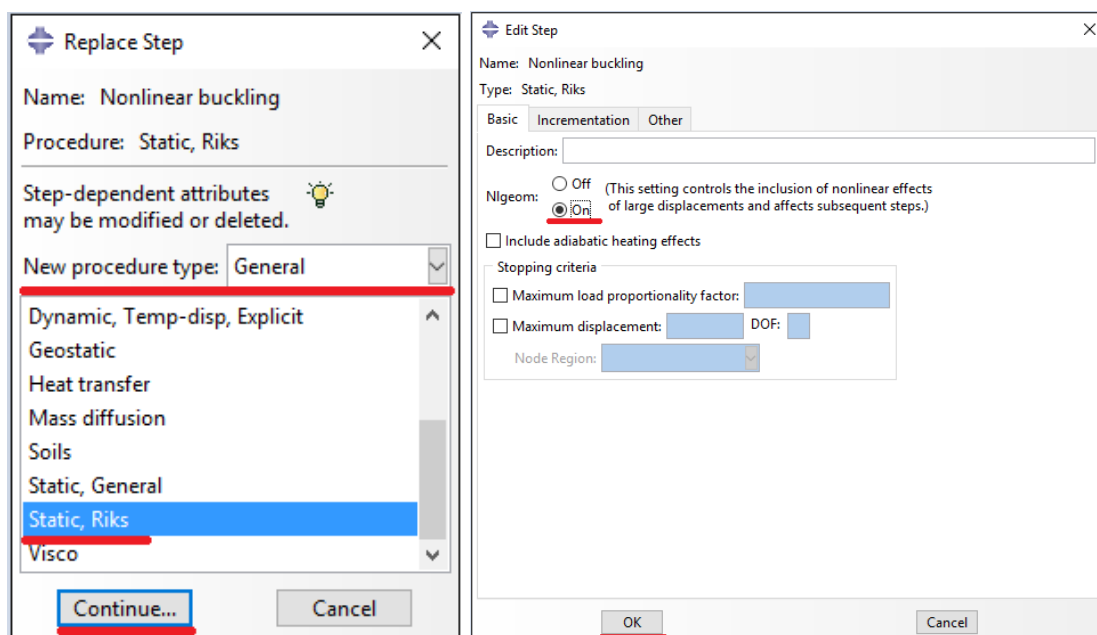 Replace Step
Name: Nonlinear buckling
Procedure: Static, Riks
Step-dependent attributes
may be modified or deleted.
New procedure type: General
Dynamic, Temp-disp, Explicit
Geostatic
Heat transfer
Mass diffusion
Soils
Static, General
Static, Riks
Visco
Continue... Cancel
Edit Step
Name: Nonlinear buckling
Type: Static, Riks
Basic Incrementation Other
Description:
Nlgeom: Off (This setting controls the inclusion of nonlinear effects
On of large displacements and affects subsequent steps.)
Include adiabatic heating effects
Stopping criteria
Maximum load proportionality factor:
Maximum displacement: DOF:
Node Region:
OK Cancel